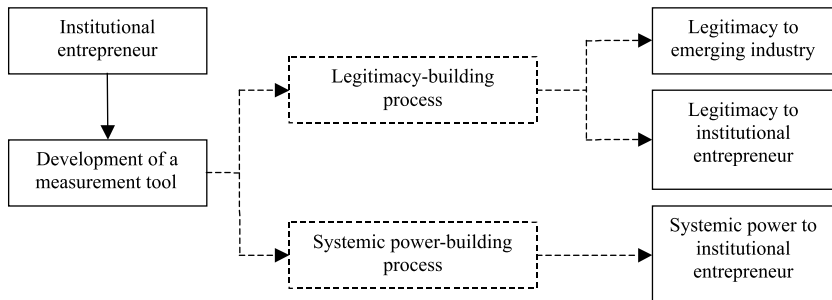 Institutional
entrepreneur
Development of a
measurement tool
Legitimacy-building
process
Systemic power-building
process
Legitimacy to
emerging industry
Legitimacy to
institutional
entrepreneur
Systemic power to
institutional
entrepreneur